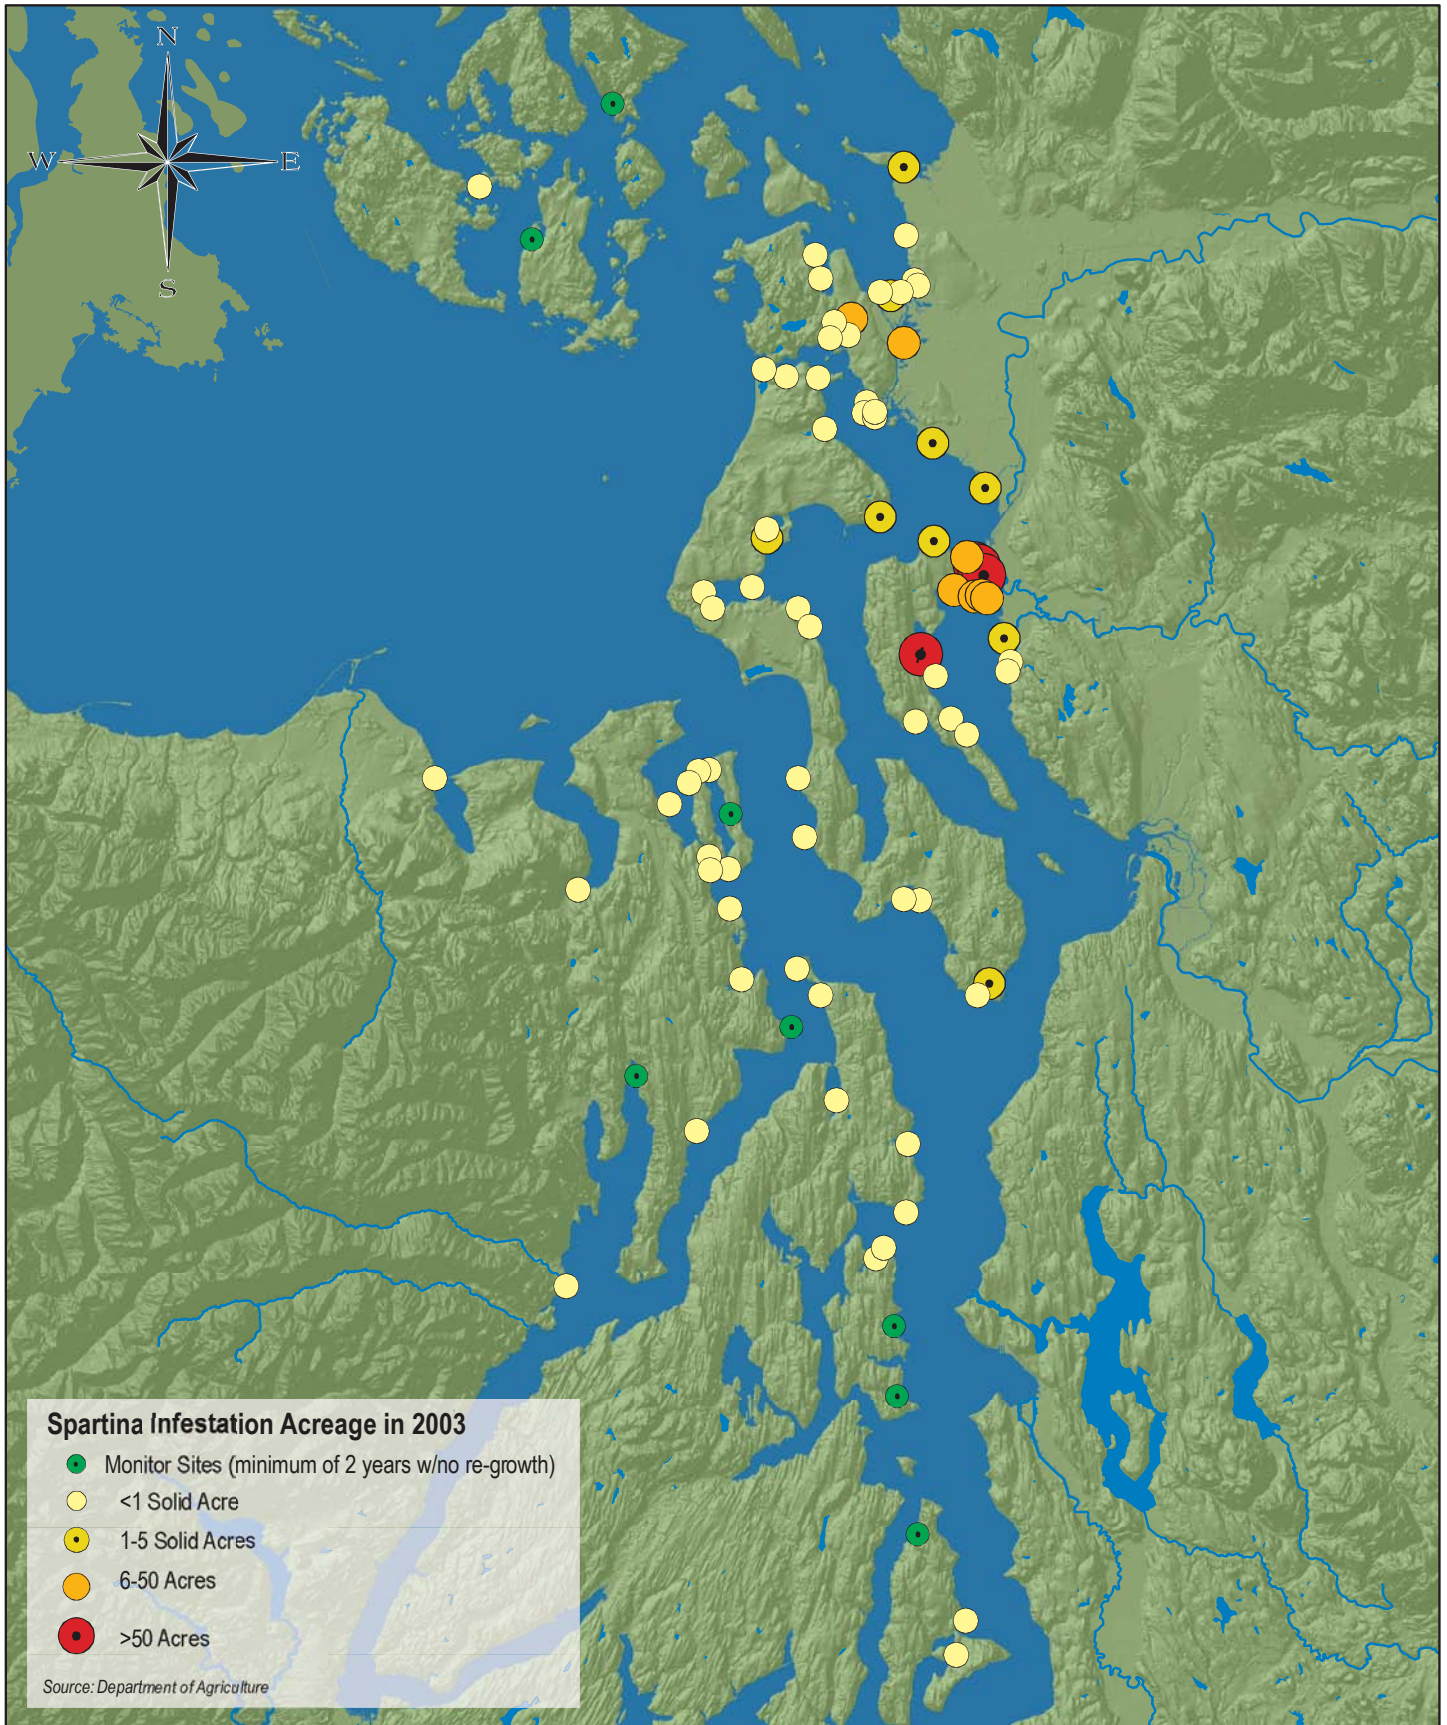 N
W
E
S
Spartina Infestation Acreage in 2003
Monitor Sites (minimum of 2 years w/no re-growth)
<1 Solid Acre
1-5 Solid Acres
6-50 Acres
>50 Acres
Source: Department of Agriculture